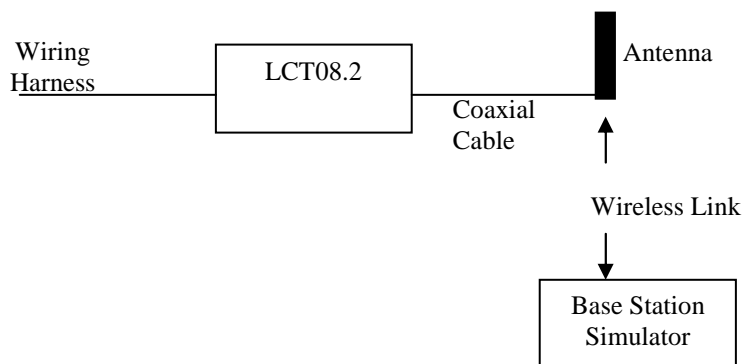 Wiring
Harness
LCT08.2
Antenna
Coaxial
Cable
Wireless Link
Base Station
Simulator